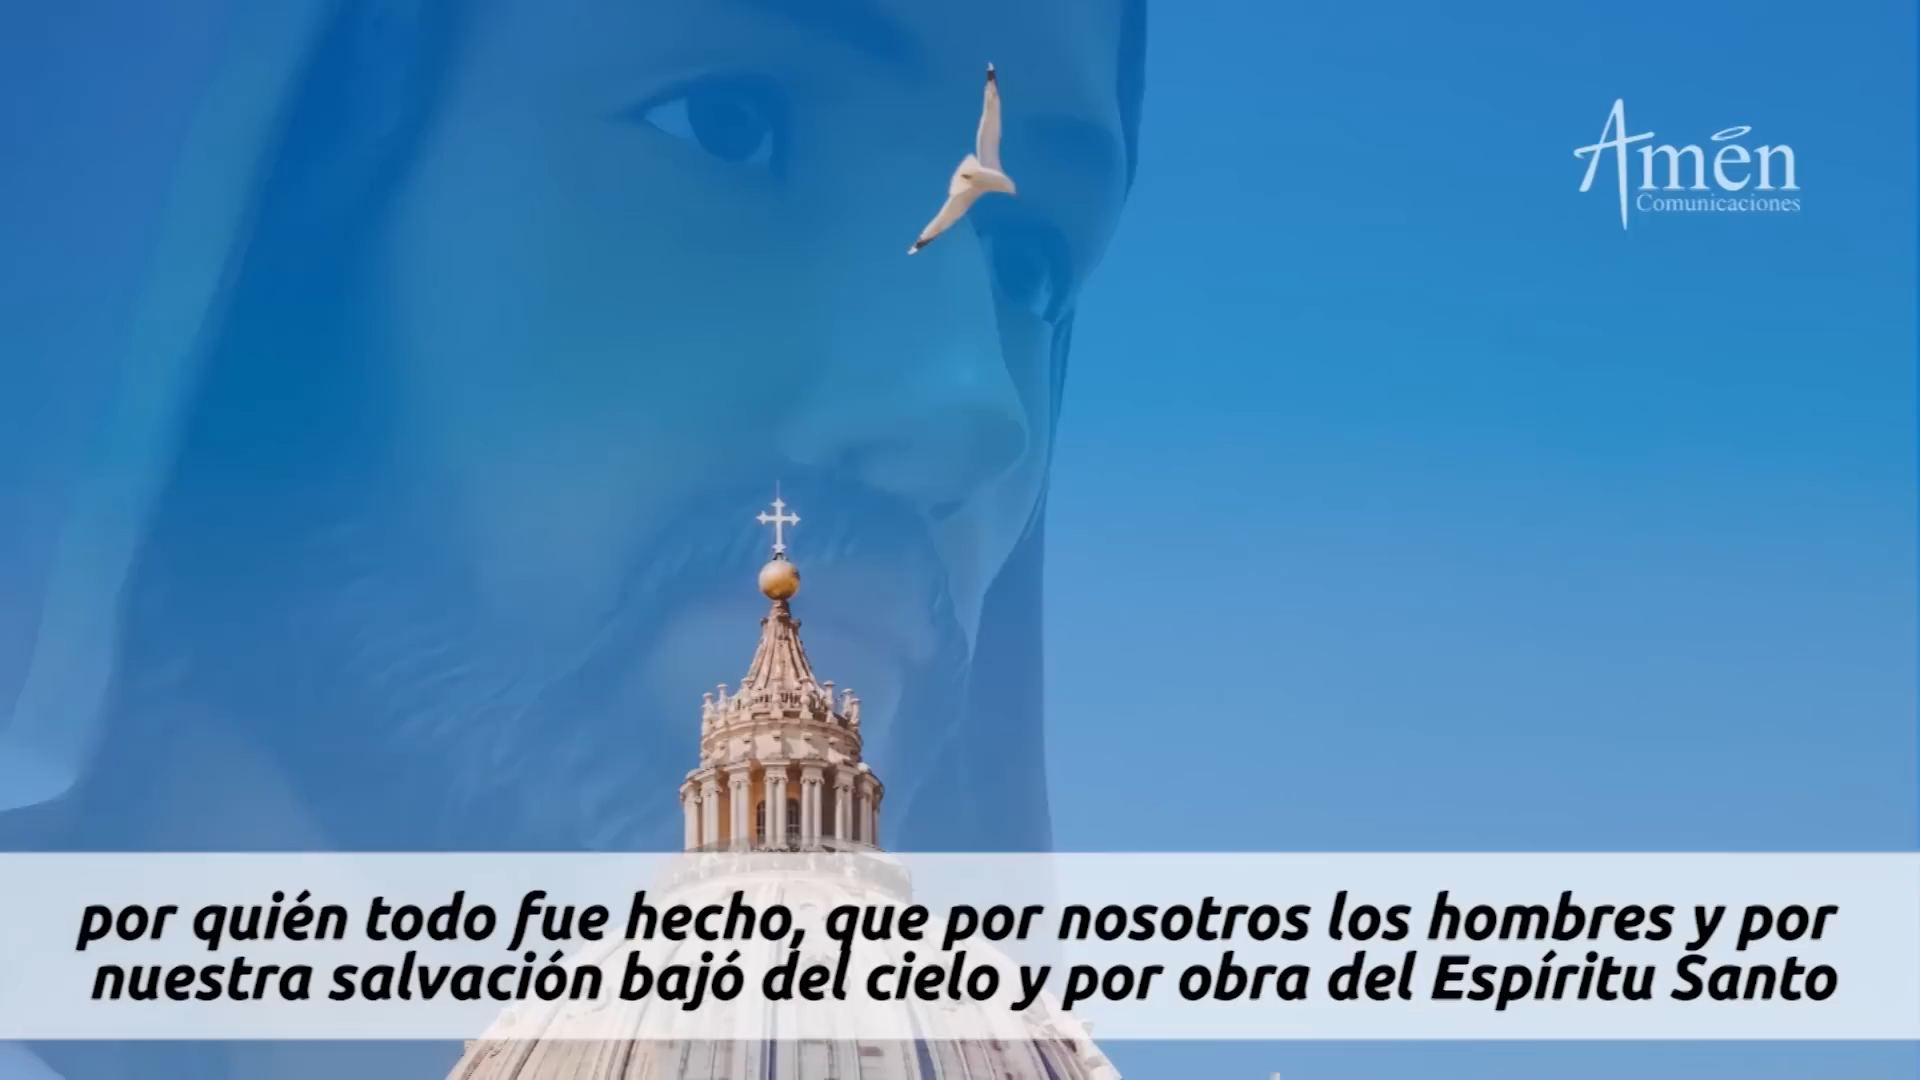 Amén
Comunicaciones
por quién todo fue hecho, que por nosotros los hombres y por
nuestra salvación bajó del cielo y por obra del Espíritu Santo